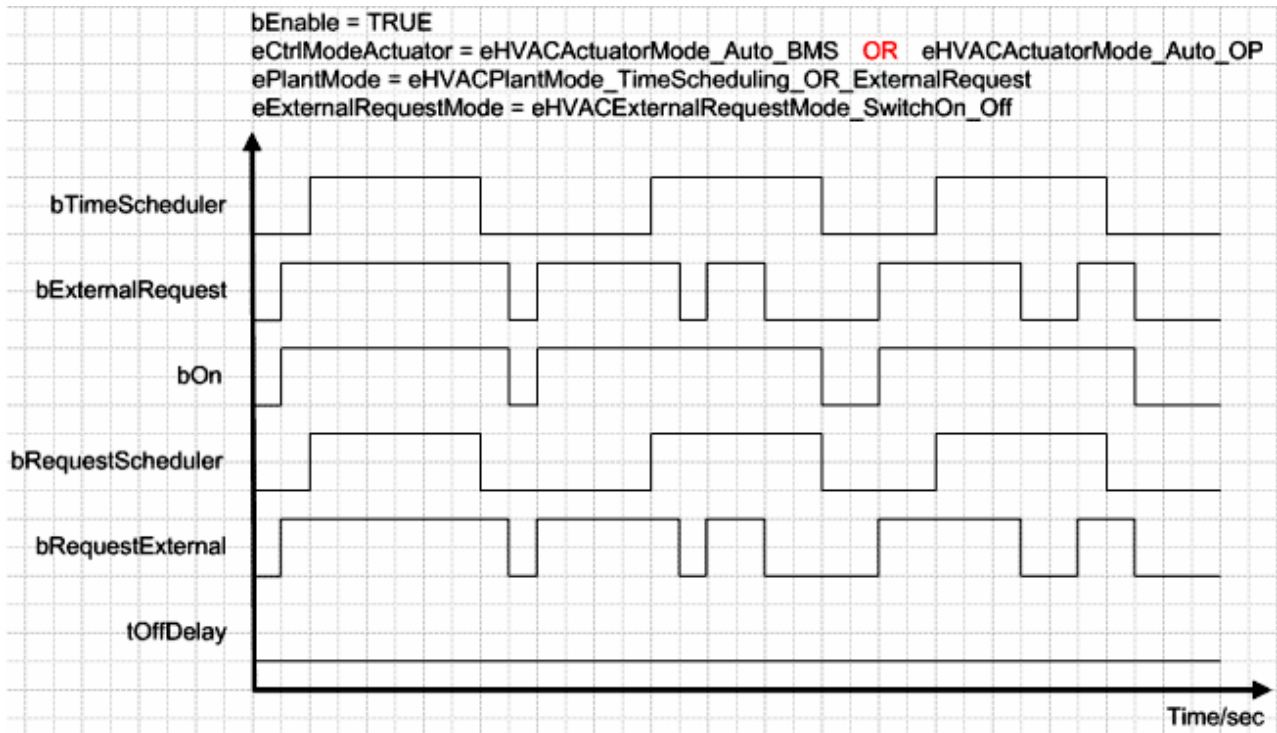 bEnable = TRUE
eCtrlModeActuator = eHVACActuatorMode_Auto_BMS OR eHVACActuatorMode_Auto_OP
ePlantMode = eHVACPlantMode_TimeScheduling_OR_ExternalRequest
eExternalRequestMode = eHVACExternalRequestMode_SwitchOn_Off
bTimeScheduler
bExternalRequest
bOn
bRequestScheduler
bRequestExternal
tOffDelay
Time/sec